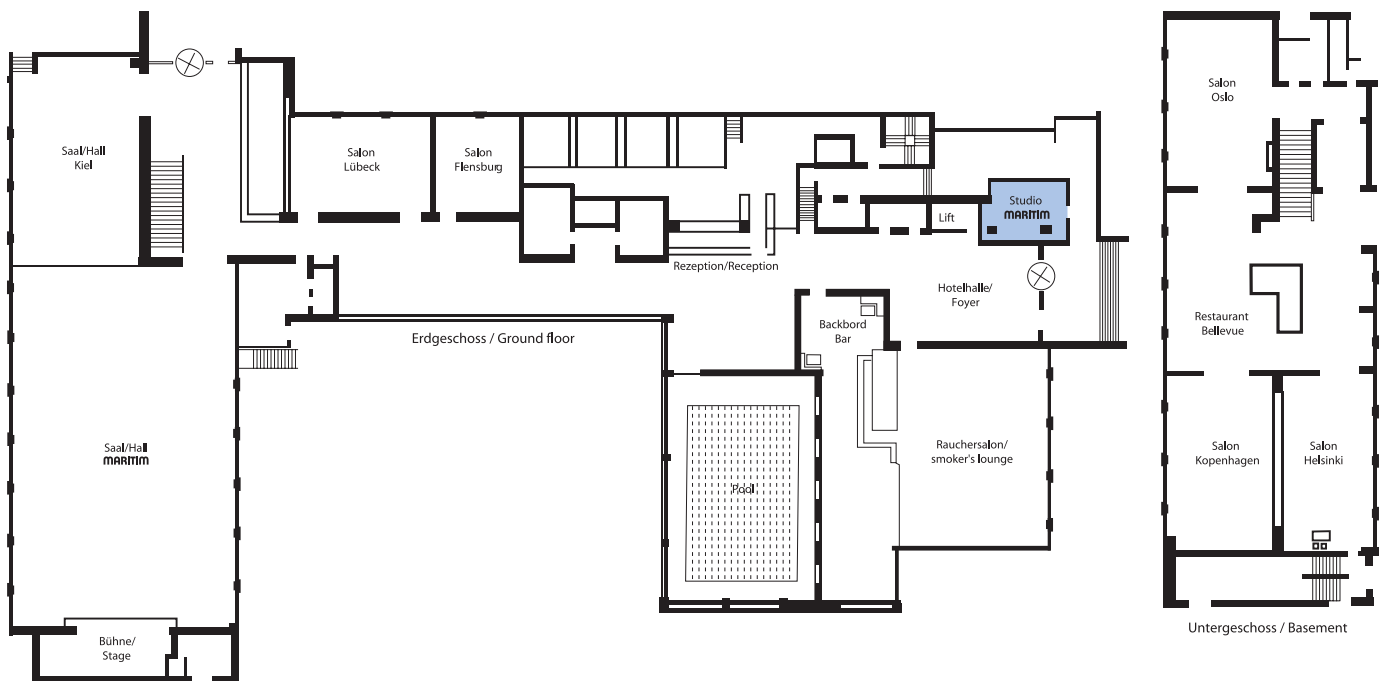 Saal/Hall
Kiel
Salon
Lübeck
Salon
Flensburg
Lift
Studio
MARITIM
Rezeption/Reception
Hotelhalle/
Foyer
Backbord
Bar
Erdgeschoss / Ground floor
Saal/Hall
MARITIM
Rauchersalon/
smoker's lounge
Pool
Bühne/
Stage
Salon
Oslo
Restaurant
Bellevue
Salon
Kopenhagen
Salon
Helsinki
Untergeschoss / Basement